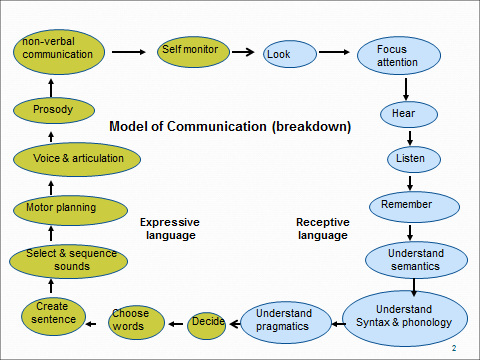 non-verbal
communication
Self monitor
Look
Focus
attention
Prosody
Hear
Model of Communication (breakdown)
Voice & articulation
Listen
Motor planning
Remember
Expressive
language
Receptive
language
Select & sequence
sounds
Understand
semantics
Create
sentence
Choose
words
Decide
Understand
pragmatics
Understand
Syntax & phonology
2